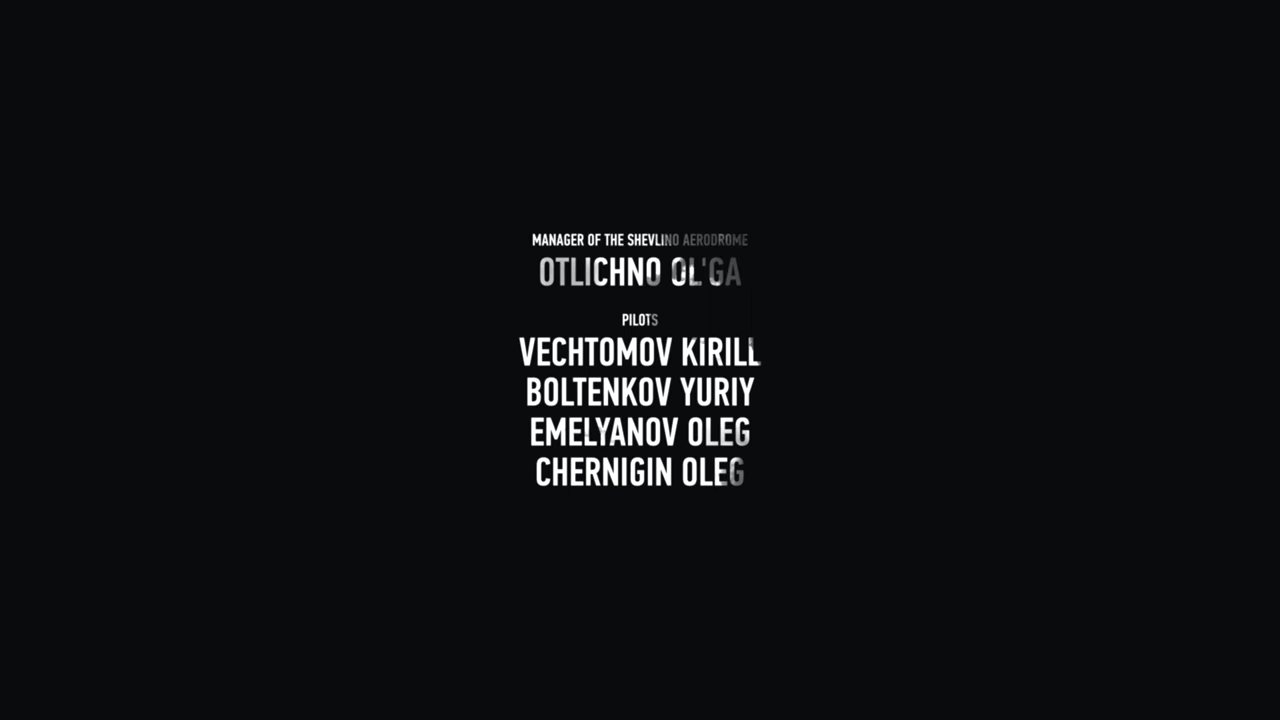 MANAGER OF THE SHEVLINO AERODROME
OTLICHNO OL'GA
PILOTS
VECHTOMOV KIRILL
BOLTENKOV YURIY
EMELYANOV OLEG
CHERNIGIN OLEG